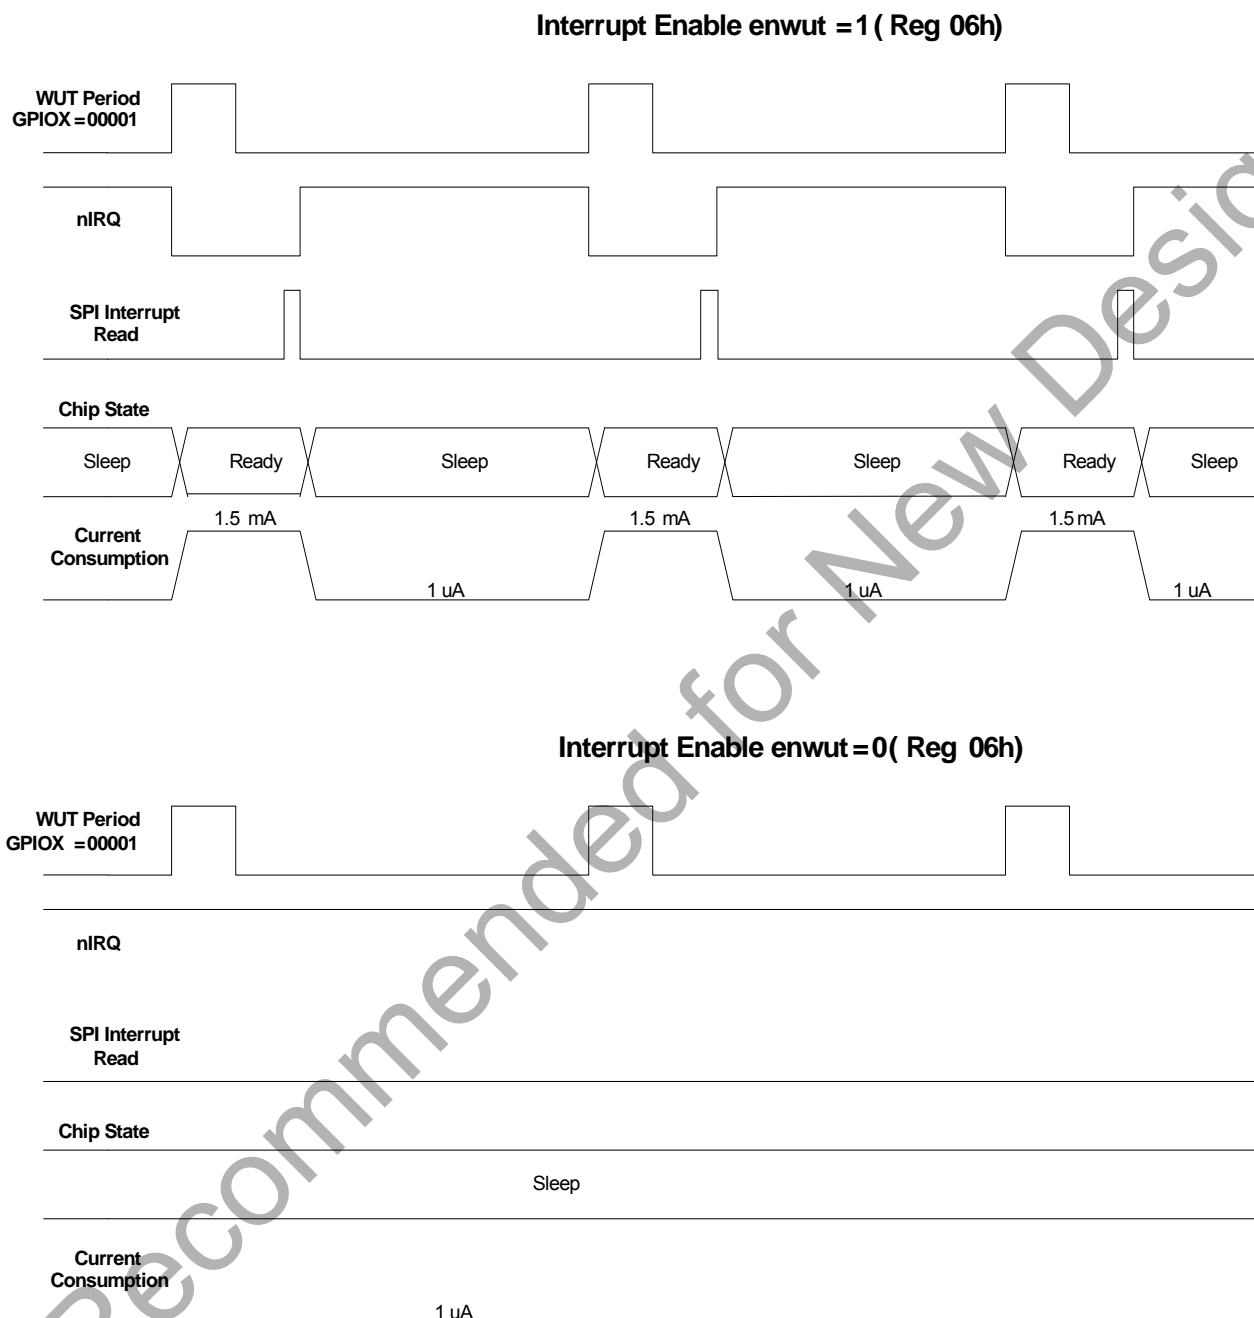 Interrupt Enable enwut =1 ( Reg 06h)
WUT Period
GPIOX =00001
nIRQ
SPI Interrupt
Read
Chip State
Sleep Ready Sleep Ready Sleep Ready Sleep
1.5 mA 1.5 mA 1.5 mA
Current
Consumption
1 uA 1 uA 1 uA
Interrupt Enable enwut =0 ( Reg 06h)
WUT Period
GPIOX =00001
nIRQ
SPI Interrupt
Read
Chip State
Sleep
Current
Consumption
1 uA
Recommended for New Desig